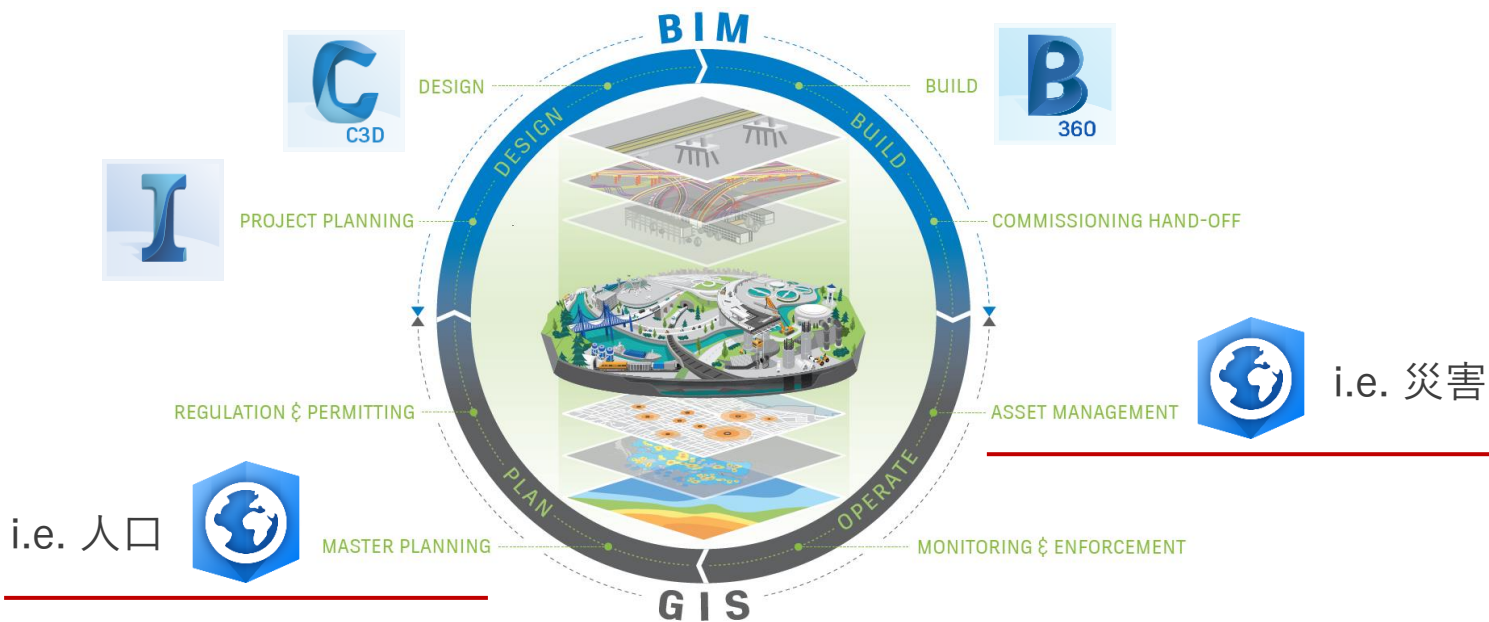 BIM
DESIGN
BUILD
C3D
B
360
DESIGN
BUILD
I
PROJECT PLANNING
COMMISSIONING HAND-OFF
REGULATION & PERMITTING
ASSET MANAGEMENT
i.e. 災害
PLAN
OPERATE
i.e. 人口
MASTER PLANNING
MONITORING & ENFORCEMENT
GIS